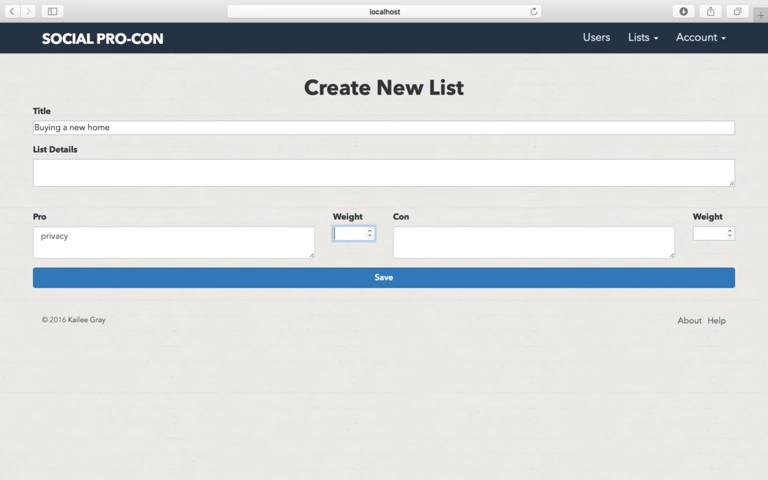 localhost
SOCIAL PRO-CON
Users Lists Account
Create New List
Title
Buying a new home
List Details
Pro Weight Con Weight
privacy
Save
© 2016 Kailee Gray
About Help